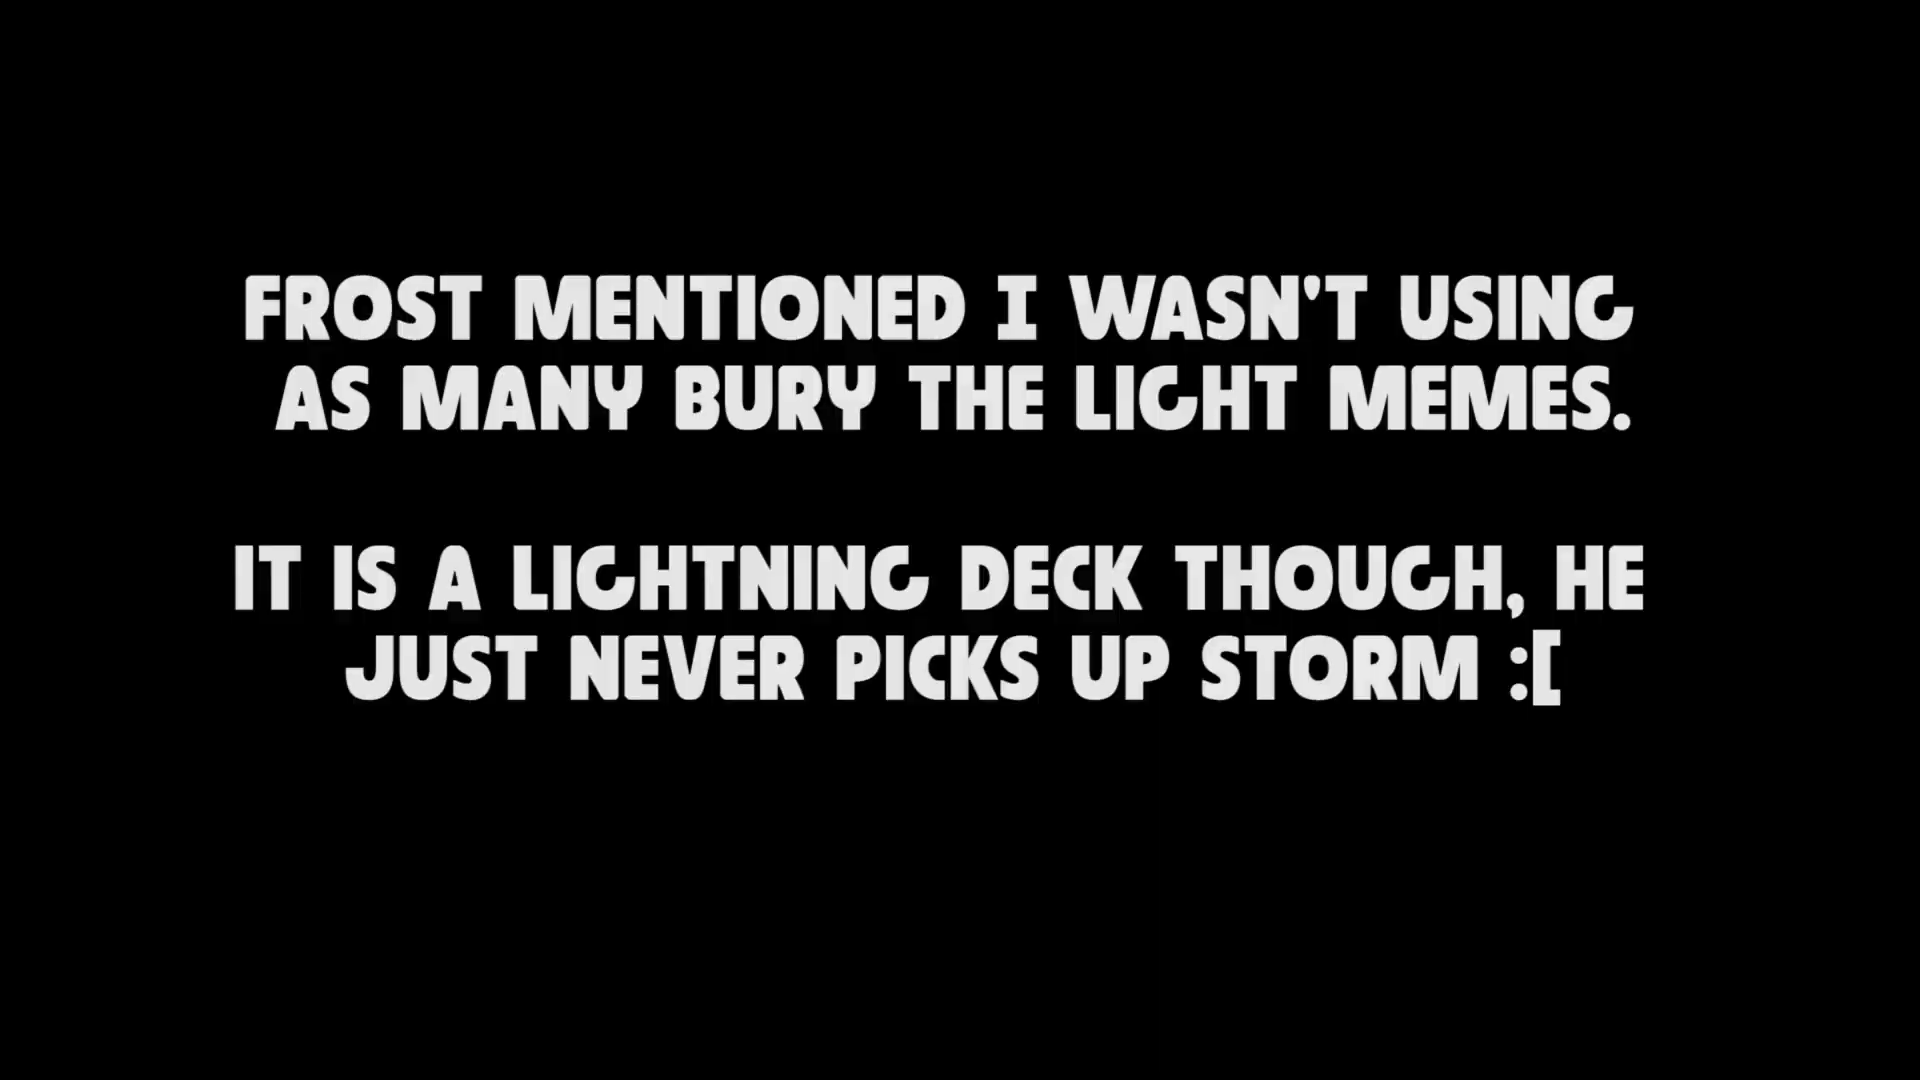 FROST MENTIONED I WASN'T USING
AS MANY BURY THE LIGHT MEMES.
IT IS A LIGHTNING DECK THOUGH, HE
JUST NEVER PICKS UP STORM :[